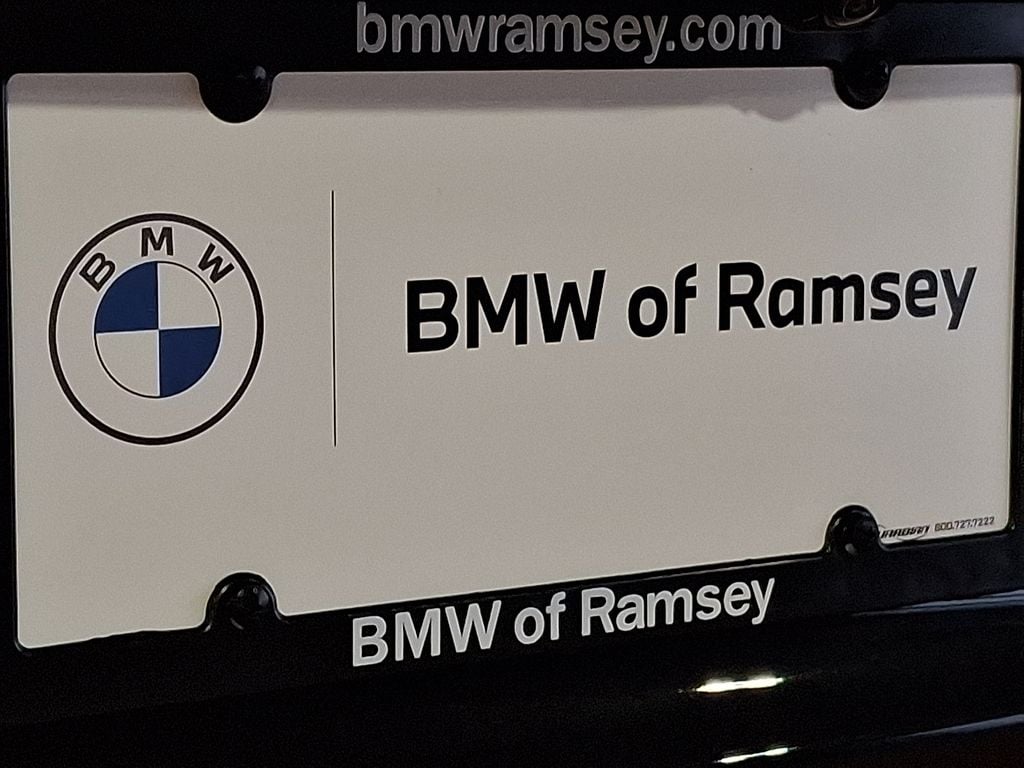 bmwramsey.com
BMW
BMW of Ramsey
800.727.7222
BMW of Ramsey